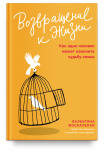 Возвращение
к жизни
Как один человек
может изменить
судьбу семьи
ВАЛЕНТИНА
МОСКАЛЕНКО